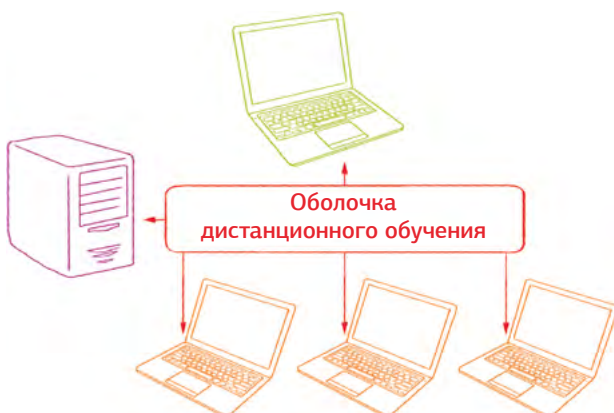 Оболочка
дистанционного обучения